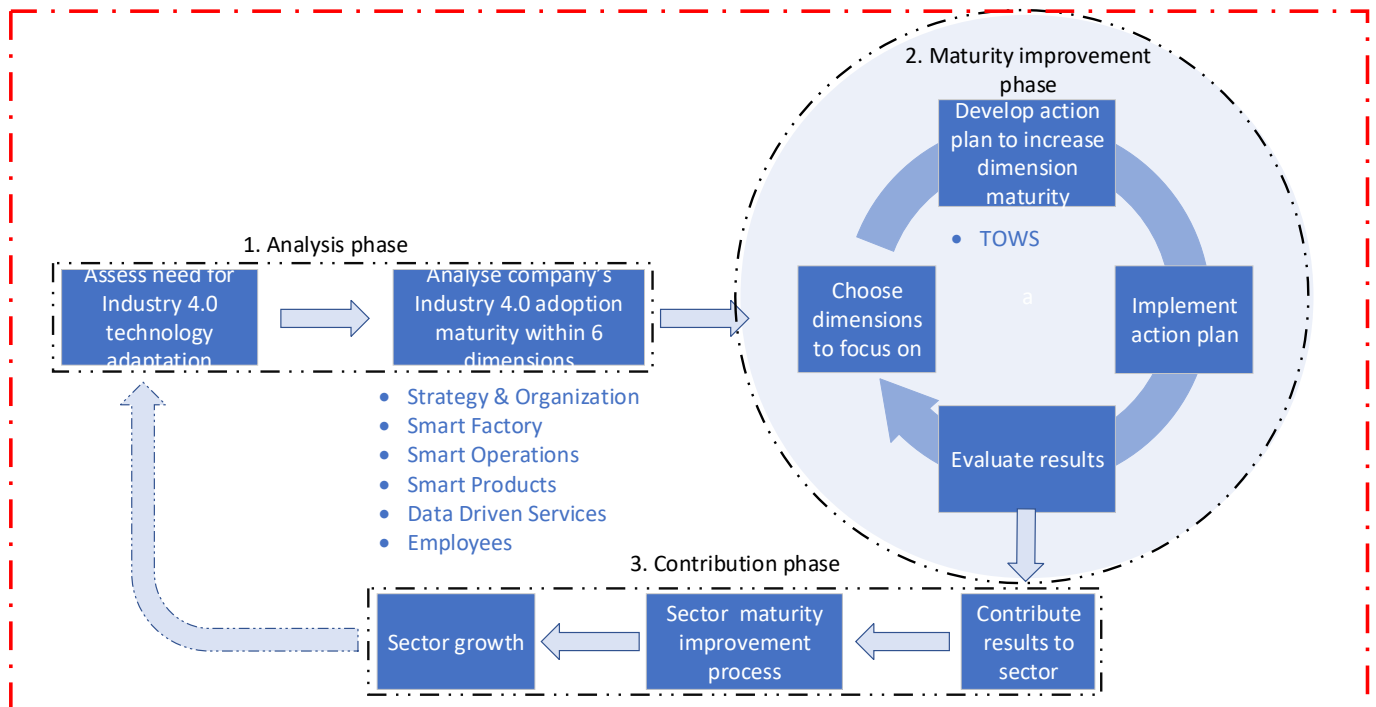 1. Analysis phase
Assess need for
Industry 4.0
technology
adaptation
Analyse company's
Industry 4.0 adoption
maturity within 6
dimensions
• Strategy & Organization
• Smart Factory
• Smart Operations
• Smart Products
• Data Driven Services
• Employees
2. Maturity improvement
phase
Develop action
plan to increase
dimension
maturity
• TOWS
a
Choose
dimensions
to focus on
Implement
action plan
Evaluate results
3. Contribution phase
Contribute
results to
sector
Sector maturity
improvement
process
Sector growth